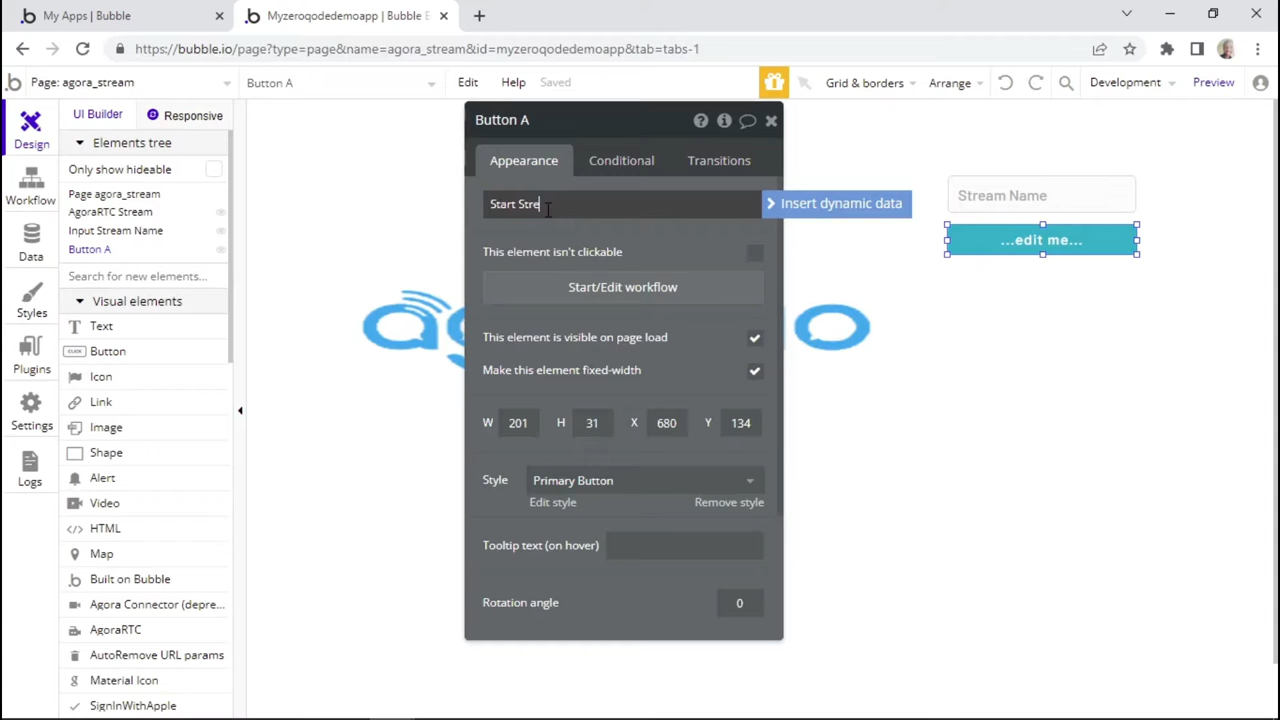 My Apps | Bubble
Myzeroqodedemoapp | Bubble E
https://bubble.io/page?type=page&name=agora_stream&id=myzeroqodedemoapp&tab=tabs-1
Page: agora_stream
Button A
Edit
Help
Saved
Grid & borders
Arrange
Development
Preview
Design
Workflow
Data
Styles
Plugins
Settings
Logs
UI Builder
Responsive
Elements tree
Only show hideable
Page agora_stream
AgoraRTC Stream
Input Stream Name
Button A
Search for new elements...
Visual elements
Text
CLICK
Button
Icon
Link
Image
Shape
Alert
Video
HTML
Map
Built on Bubble
Agora Connector (depre...
AgoraRTC
AutoRemove URL params
Material Icon
SignInWithApple
Button A
Appearance
Conditional
Transitions
Start Stre
Insert dynamic data
This element isn't clickable
Start/Edit workflow
This element is visible on page load
Make this element fixed-width
W 201 H 31 X 680 Y 134
Style
Primary Button
Edit style
Remove style
Tooltip text (on hover)
Rotation angle
0
Stream Name
...edit me...